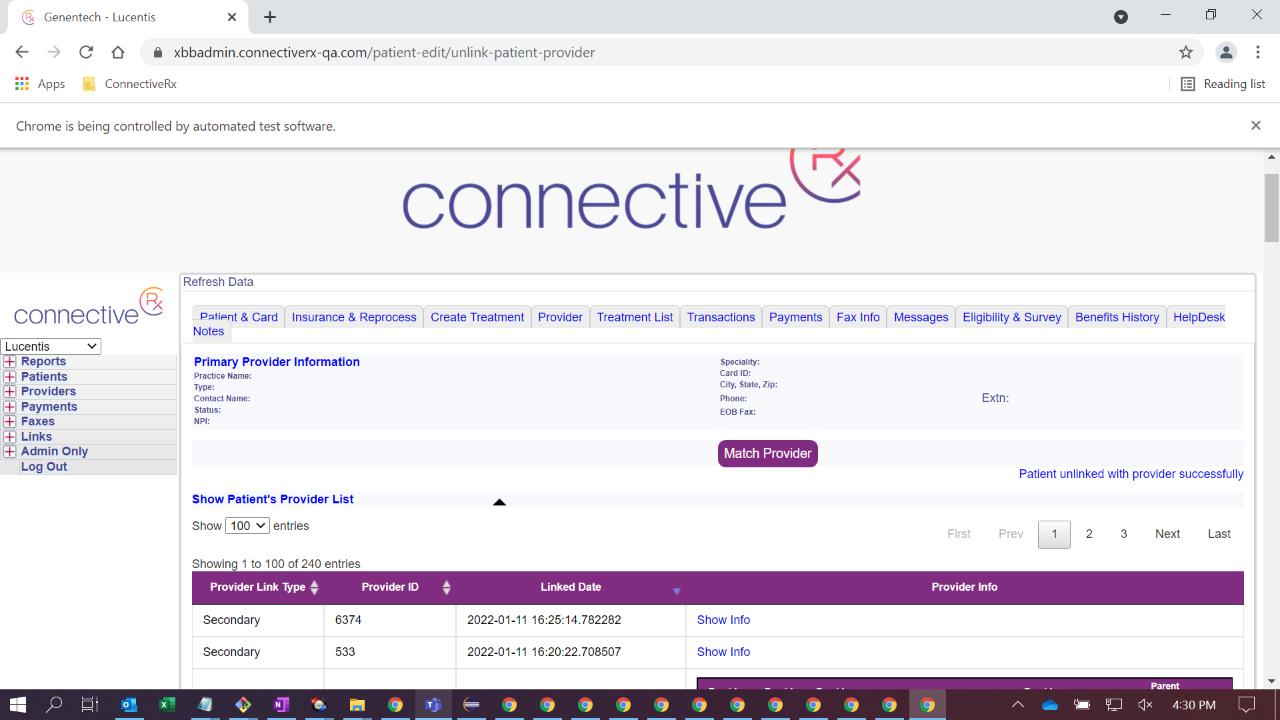 Genentech - Lucentis
xbbadmin.connectiverx-qa.com/patient-edit/unlink-patient-provider
Apps
ConnectiveRx
Reading list
Chrome is being controlled by automated test software.
connective Rx
Refresh Data
connective Rx
Lucentis
Reports
Patients
Providers
Payments
Faxes
Links
Admin Only
Log Out
Patient & Card Insurance & Reprocess Create Treatment Provider Treatment List Transactions Payments Fax Info Messages Eligibility & Survey Benefits History HelpDesk
Notes
Primary Provider Information
Practice Name:
Type:
Contact Name:
Status:
NPI:
Speciality:
Card ID:
City, State, Zip:
Phone:
Extn:
EOB Fax:
Match Provider
Patient unlinked with provider successfully
Show Patient's Provider List
Show 100 entries
First Prev 1 2 3 Next Last
Showing 1 to 100 of 240 entries
Provider Link Type Provider ID Linked Date Provider Info
Secondary 6374 2022-01-11 16:25:14.782282 Show Info
Secondary 533 2022-01-11 16:20:22.708507 Show Info
Parent
4:30 PM